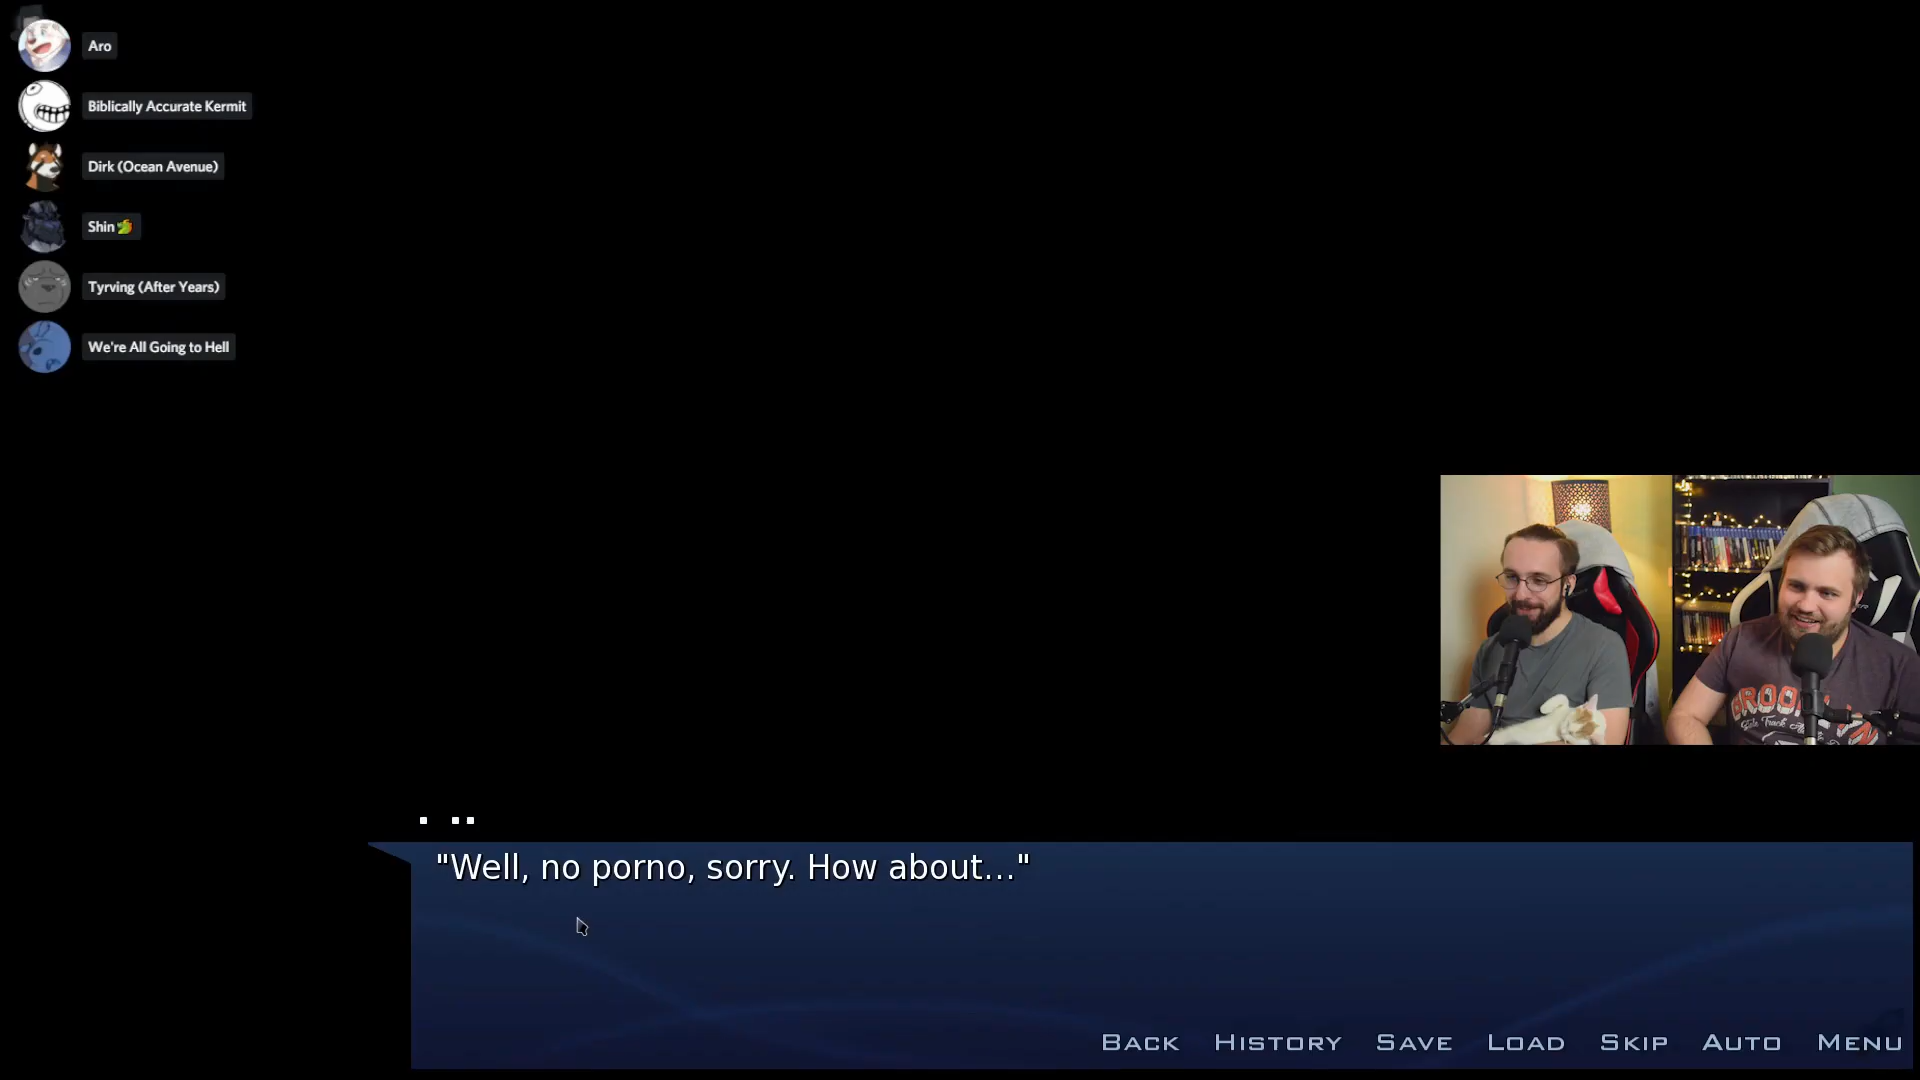 Aro
Biblically Accurate Kermit
Dirk (Ocean Avenue)
Shin
Tyrving (After Years)
We're All Going to Hell
"Well, no porno, sorry. How about..."
BACK HISTORY SAVE LOAD SKIP AUTO MENU